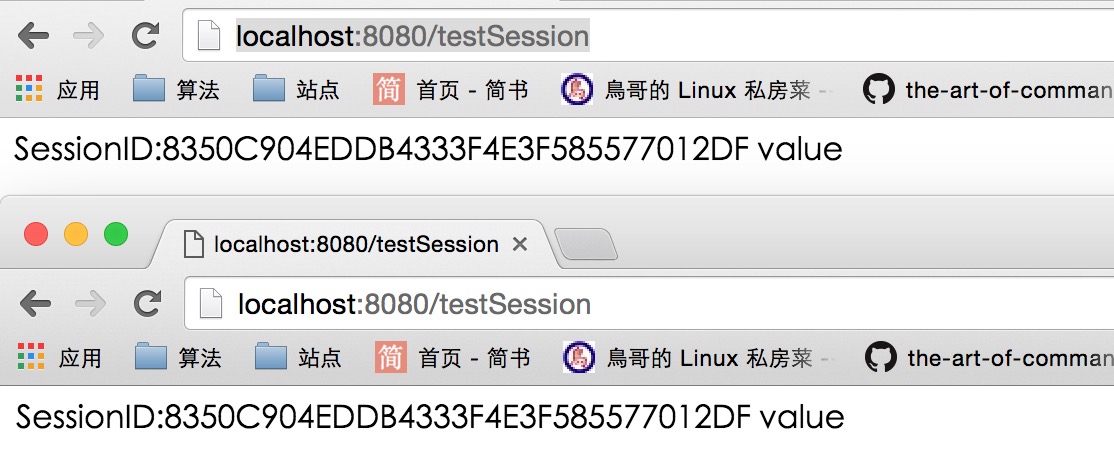 localhost:8080/testSession
应用 算法 站点 简 首页 - 简书 鳥哥的 Linux 私房菜 -- the-art-of-comman
SessionID:8350C904EDDB4333F4E3F585577012DF value
localhost:8080/testSession
localhost:8080/testSession
应用 算法 站点 简 首页 - 简书 鳥哥的 Linux 私房菜 -- the-art-of-comman
SessionID:8350C904EDDB4333F4E3F585577012DF value